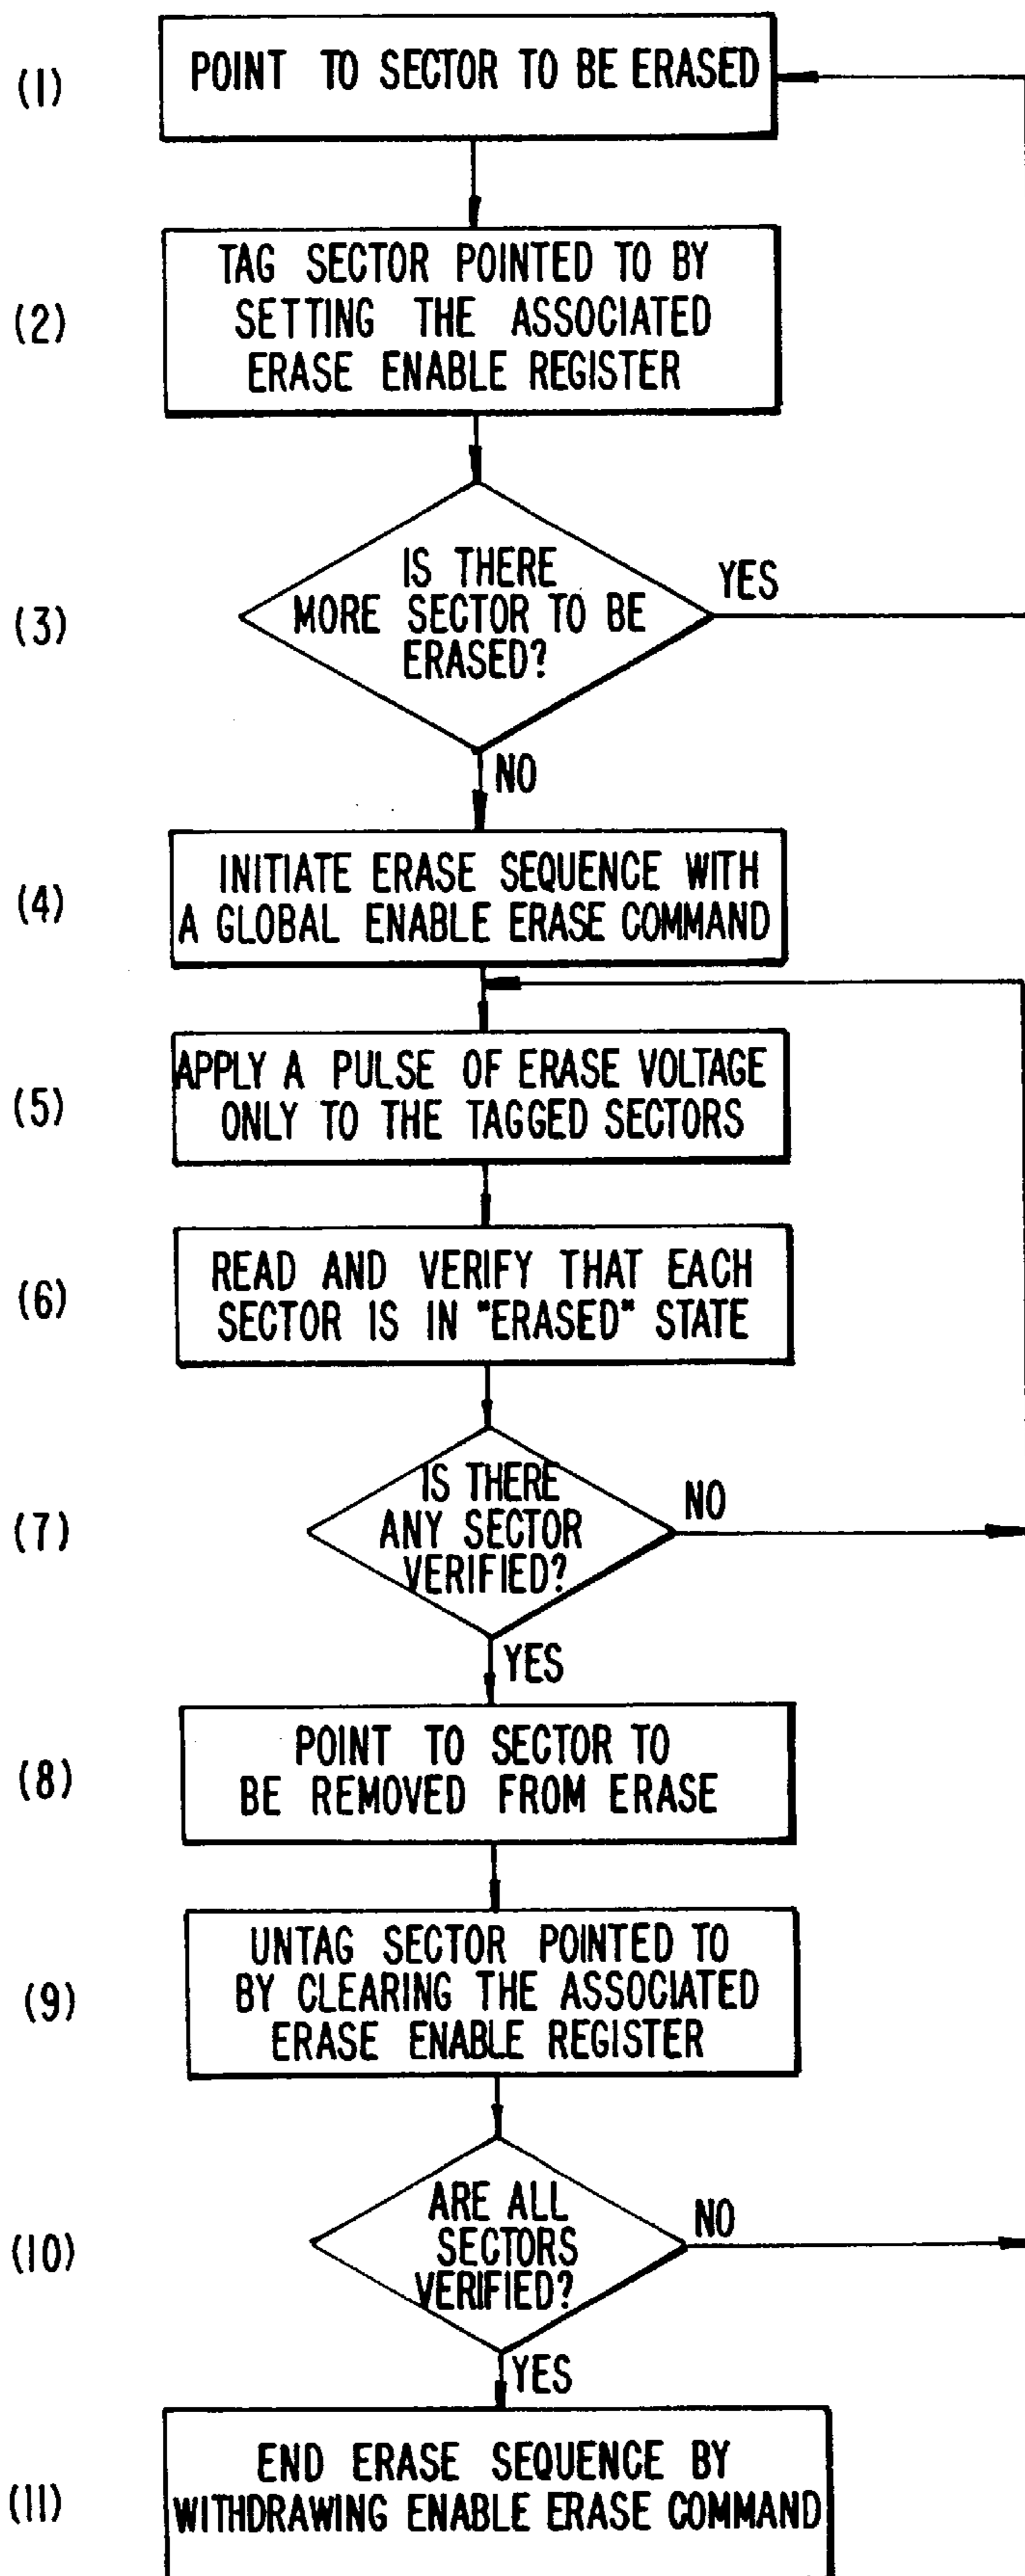 (1)
POINT TO SECTOR TO BE ERASED
(2)
TAG SECTOR POINTED TO BY
SETTING THE ASSOCIATED
ERASE ENABLE REGISTER
(3)
IS THERE
MORE SECTOR TO BE
ERASED?
YES
NO
(4)
INITIATE ERASE SEQUENCE WITH
A GLOBAL ENABLE ERASE COMMAND
(5)
APPLY A PULSE OF ERASE VOLTAGE
ONLY TO THE TAGGED SECTORS
(6)
READ AND VERIFY THAT EACH
SECTOR IS IN "ERASED" STATE
(7)
IS THERE
ANY SECTOR
VERIFIED?
NO
YES
(8)
POINT TO SECTOR TO
BE REMOVED FROM ERASE
(9)
UNTAG SECTOR POINTED TO
BY CLEARING THE ASSOCIATED
ERASE ENABLE REGISTER
(10)
ARE ALL
SECTORS
VERIFIED?
NO
YES
(11)
END ERASE SEQUENCE BY
WITHDRAWING ENABLE ERASE COMMAND